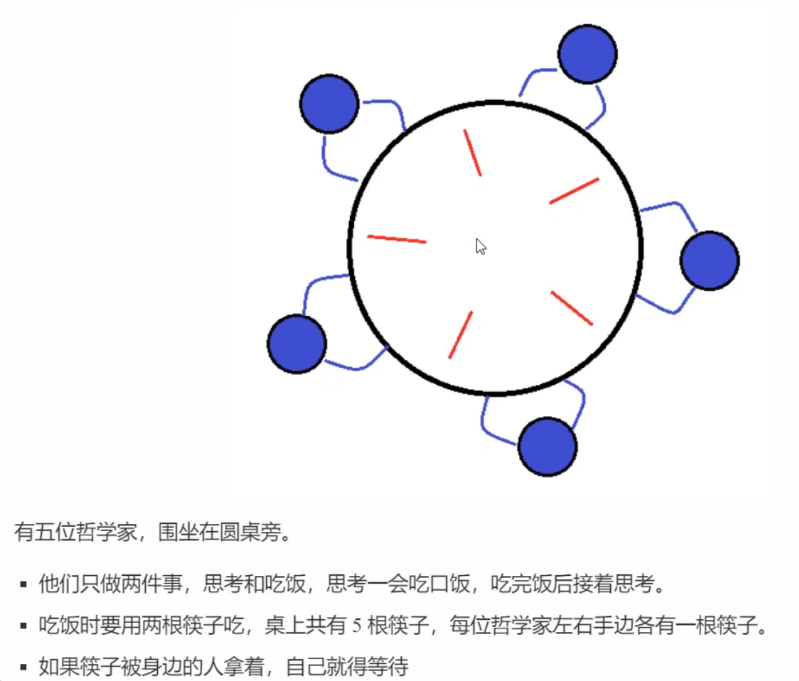 有五位哲学家，围坐在圆桌旁。
▪ 他们只做两件事，思考和吃饭，思考一会吃口饭，吃完饭后接着思考。
▪ 吃饭时要用两根筷子吃，桌上共有 5 根筷子，每位哲学家左右手边各有一根筷子。
▪ 如果筷子被身边的人拿着，自己就得等待